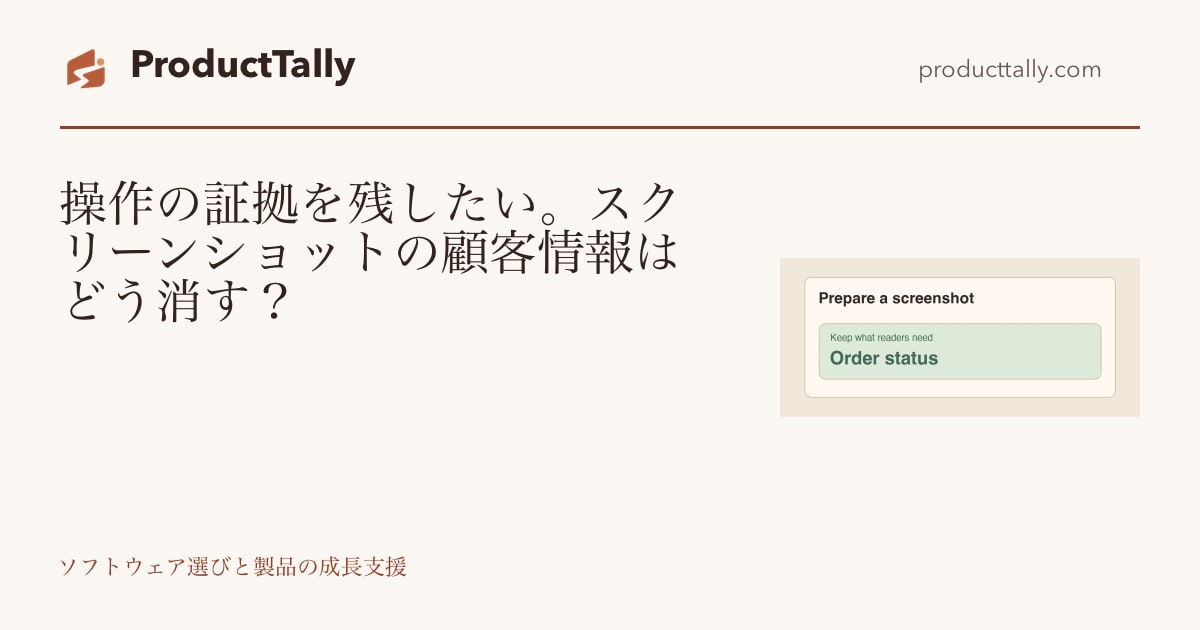 ProductTally
producttally.com
操作の証拠を残したい。スク
リーンショットの顧客情報は
どう消す？
Prepare a screenshot
Keep what readers need
Order status
ソフトウェア選びと製品の成長支援